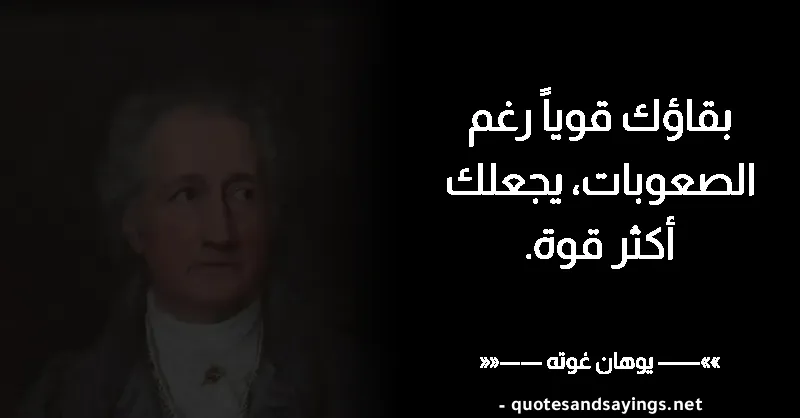 بقاؤك قوياً رغم
الصعوبات، يجعلك
أكثر قوة.
»»—— يوهان غوته ——««
- quotesandsayings.net